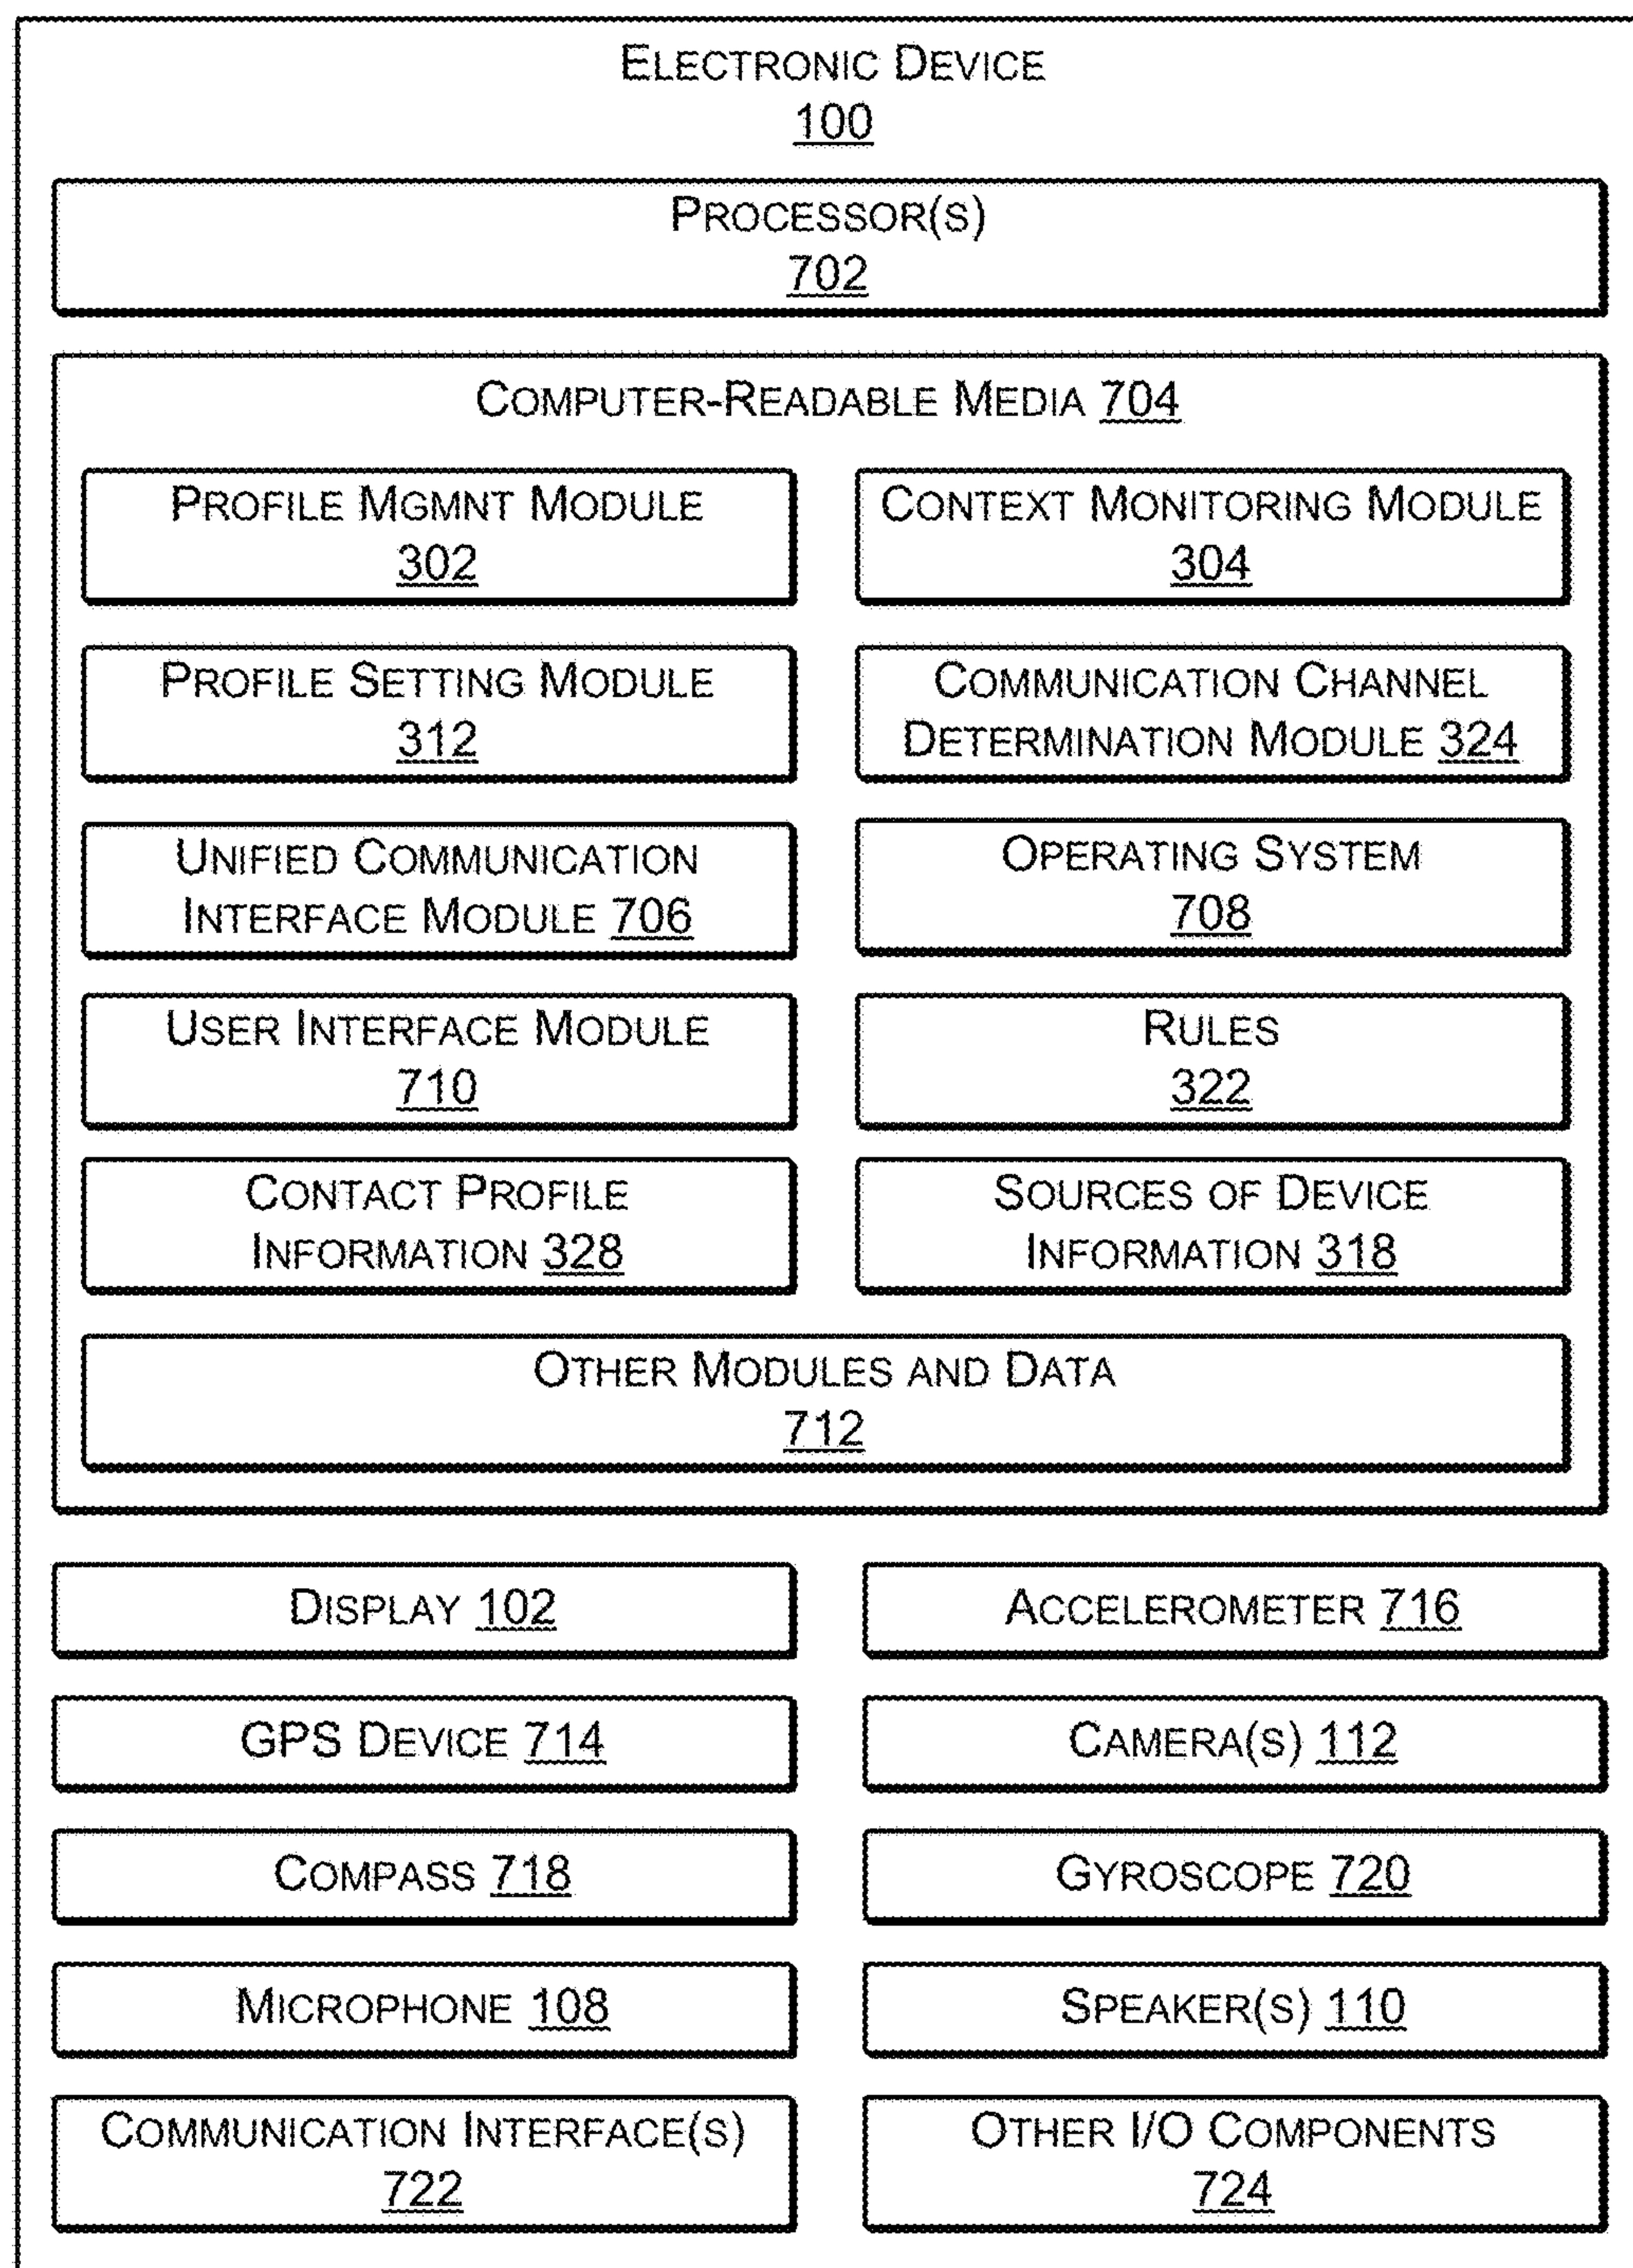 ELECTRONIC DEVICE
100
PROCESSOR(S)
702
COMPUTER-READABLE MEDIA 704
PROFILE MGMNT MODULE
302
CONTEXT MONITORING MODULE
304
PROFILE SETTING MODULE
312
COMMUNICATION CHANNEL
DETERMINATION MODULE 324
UNIFIED COMMUNICATION
INTERFACE MODULE 706
OPERATING SYSTEM
708
USER INTERFACE MODULE
710
RULES
322
CONTACT PROFILE
INFORMATION 328
SOURCES OF DEVICE
INFORMATION 318
OTHER MODULES AND DATA
712
DISPLAY 102
ACCELEROMETER 716
GPS DEVICE 714
CAMERA(S) 112
COMPASS 718
GYROSCOPE 720
MICROPHONE 108
SPEAKER(S) 110
COMMUNICATION INTERFACE(S)
722
OTHER I/O COMPONENTS
724